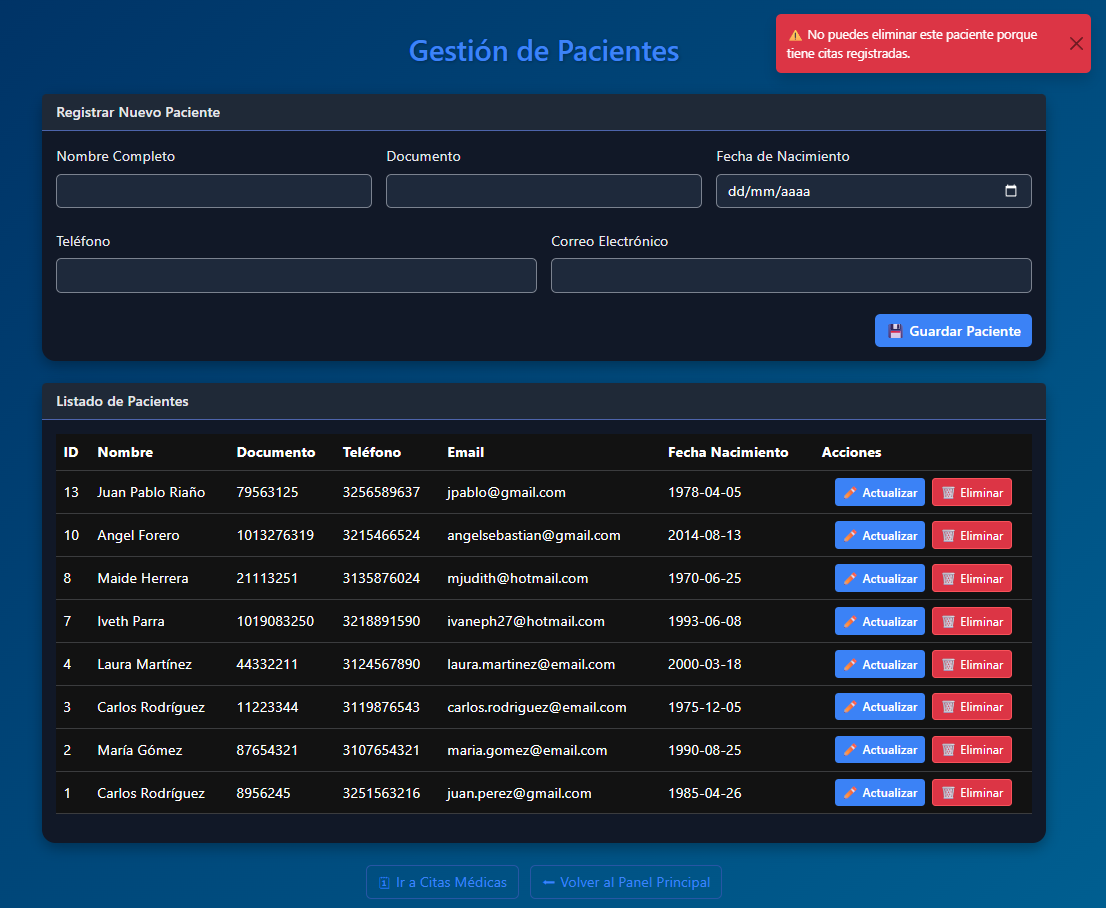 Gestión de Pacientes
⚠️ No puedes eliminar este paciente porque
tiene citas registradas.
Registrar Nuevo Paciente
Nombre Completo Documento Fecha de Nacimiento
dd/mm/aaaa
Teléfono Correo Electrónico
💾 Guardar Paciente
Listado de Pacientes
ID Nombre Documento Teléfono Email Fecha Nacimiento Acciones
13 Juan Pablo Riaño 79563125 3256589637 jpablo@gmail.com 1978-04-05 Actualizar Eliminar
10 Angel Forero 1013276319 3215466524 angelsebastian@gmail.com 2014-08-13 Actualizar Eliminar
8 Maide Herrera 21113251 3135876024 mjudith@hotmail.com 1970-06-25 Actualizar Eliminar
7 Iveth Parra 1019083250 3218891590 ivaneph27@hotmail.com 1993-06-08 Actualizar Eliminar
4 Laura Martínez 44332211 3124567890 laura.martinez@email.com 2000-03-18 Actualizar Eliminar
3 Carlos Rodríguez 11223344 3119876543 carlos.rodriguez@email.com 1975-12-05 Actualizar Eliminar
2 María Gómez 87654321 3107654321 maria.gomez@email.com 1990-08-25 Actualizar Eliminar
1 Carlos Rodríguez 8956245 3251563216 juan.perez@gmail.com 1985-04-26 Actualizar Eliminar
Ir a Citas Médicas ← Volver al Panel Principal